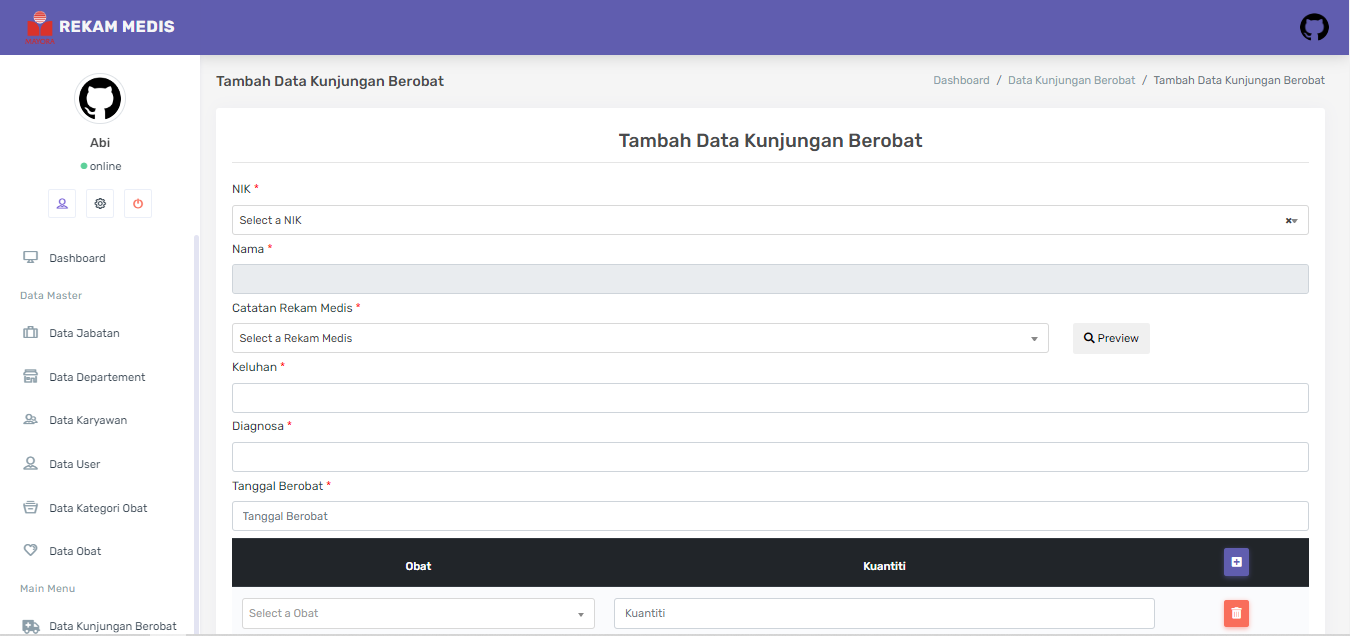 REKAM MEDIS
Abi
online
Dashboard
Data Master
Data Jabatan
Data Departement
Data Karyawan
Data User
Data Kategori Obat
Data Obat
Main Menu
Data Kunjungan Berobat
Tambah Data Kunjungan Berobat
Dashboard / Data Kunjungan Berobat / Tambah Data Kunjungan Berobat
Tambah Data Kunjungan Berobat
NIK *
Select a NIK
Nama *
Catatan Rekam Medis *
Select a Rekam Medis
Preview
Keluhan *
Diagnosa *
Tanggal Berobat *
Tanggal Berobat
Obat Kuantiti
Select a Obat Kuantiti